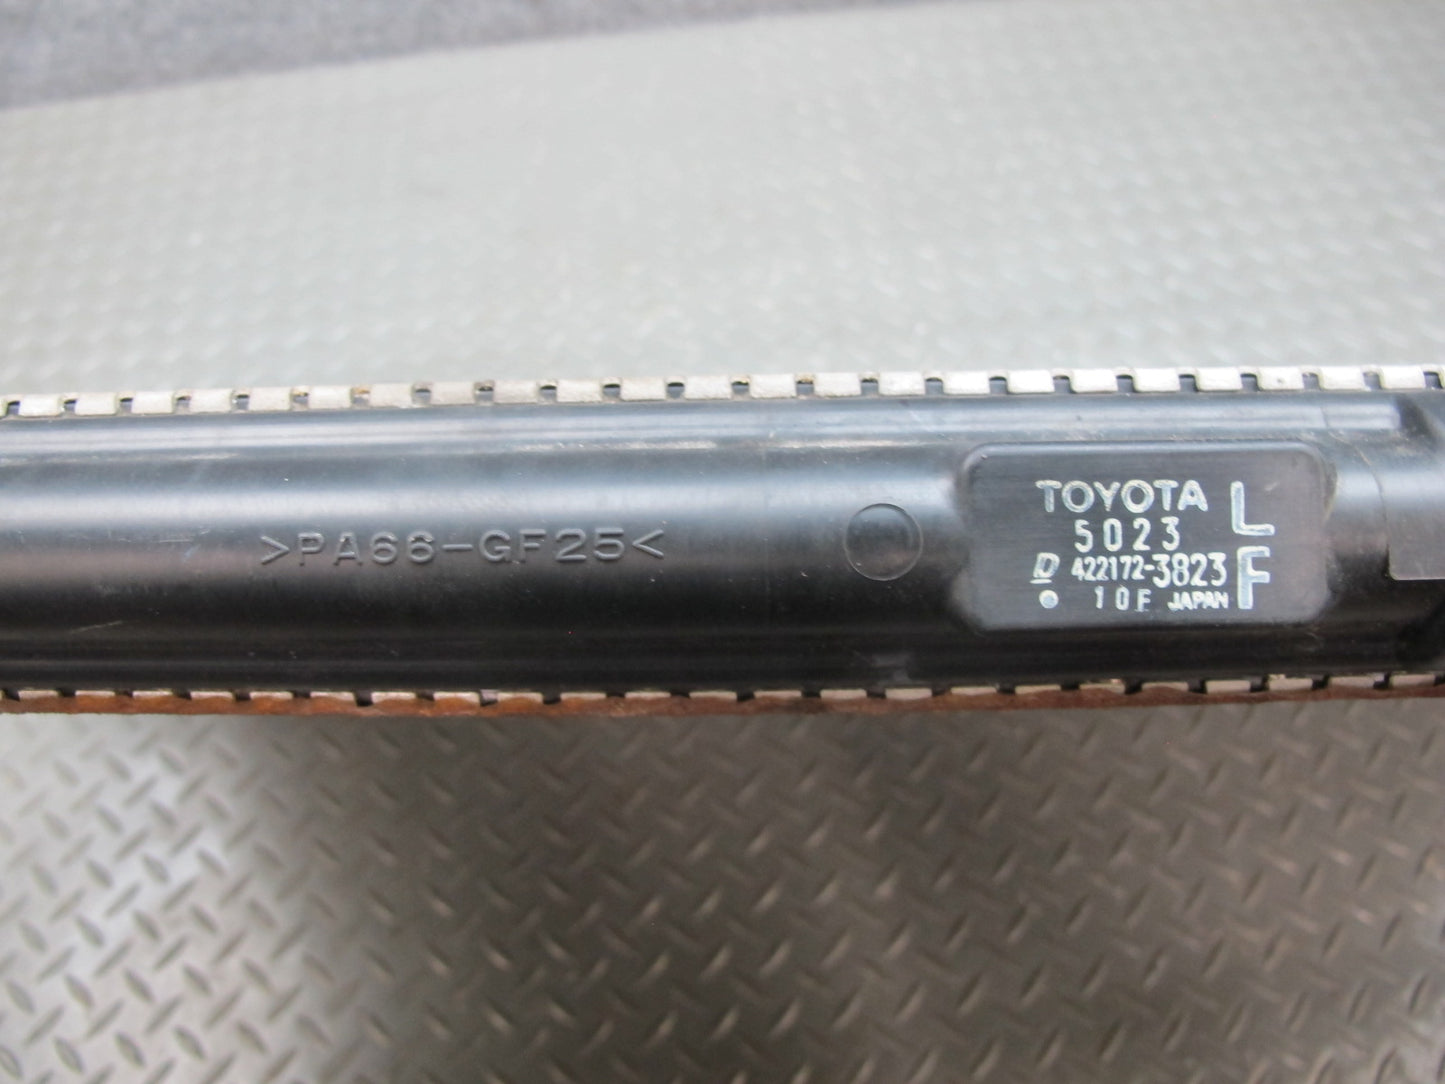 >PA66-GF25<
TOYOTA L
5023
D 422172-3823 F
10F JAPAN